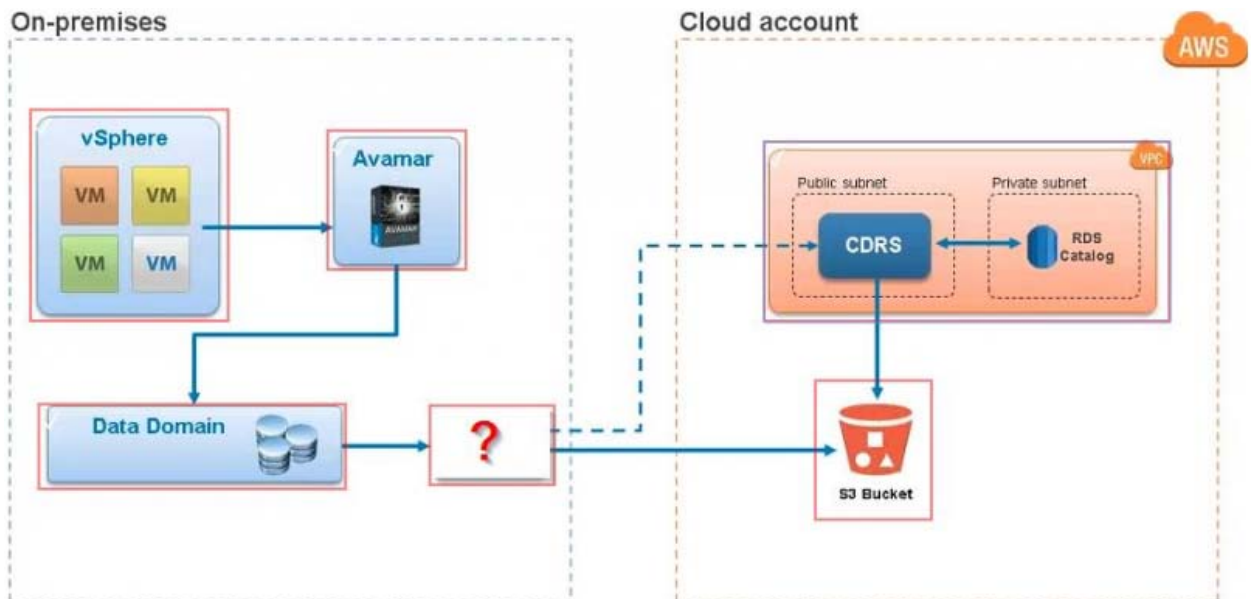 On-premises
Cloud account
AWS
vSphere
VM
VM
VM
VM
Avamar
AVAMAR
VPC
Public subnet
Private subnet
CDRS
RDS
Catalog
Data Domain
?
S3 Bucket